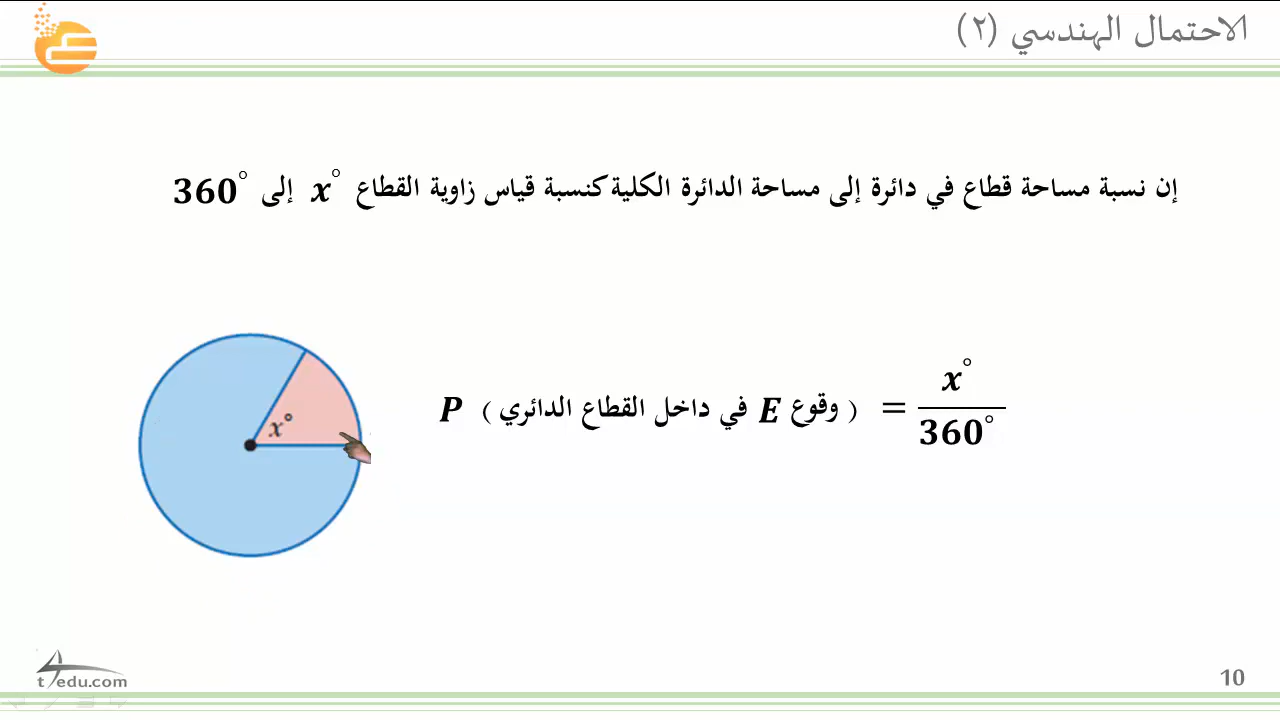 الاحتمال الهندسي (٢)
إن نسبة مساحة قطاع في دائرة إلى مساحة الدائرة الكلية كنسبة قياس زاوية القطاع x° إلى 360°
P ( وقوع E في داخل القطاع الدائري ) = x° / 360°
x°
t4edu.com
10